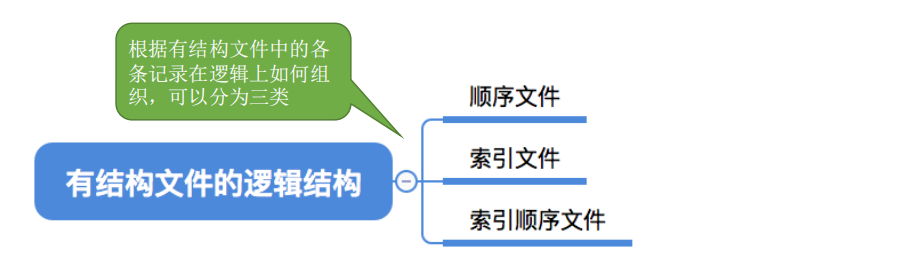 根据有结构文件中的各
条记录在逻辑上如何组
织，可以分为三类
顺序文件
索引文件
有结构文件的逻辑结构
索引顺序文件